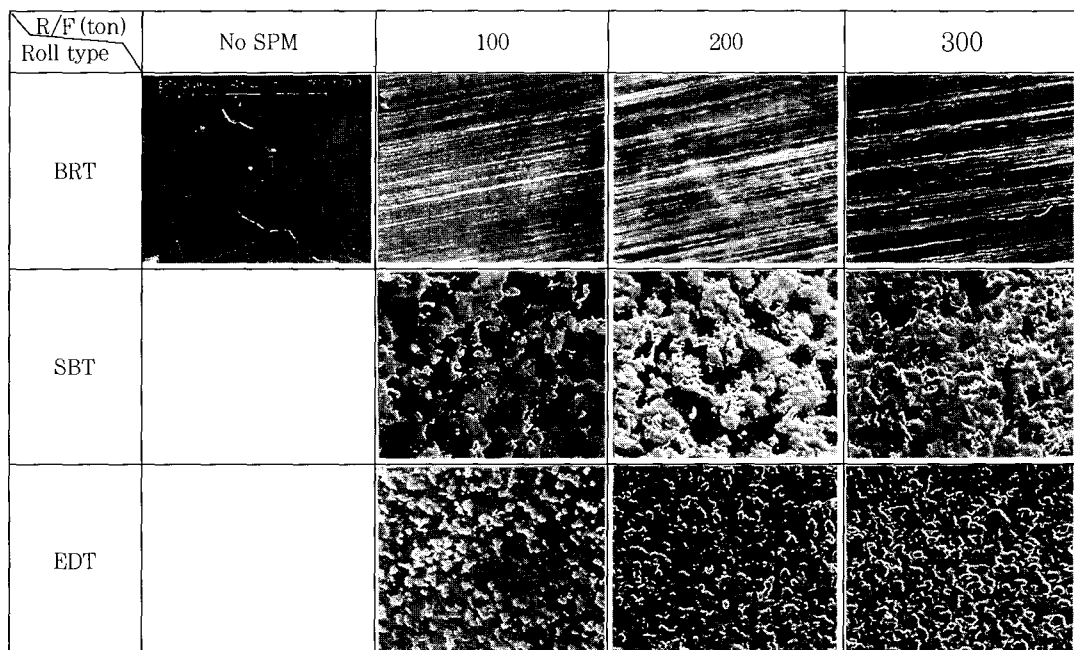 R/F (ton)
Roll type
No SPM
100
200
300
BRT
SBT
EDT